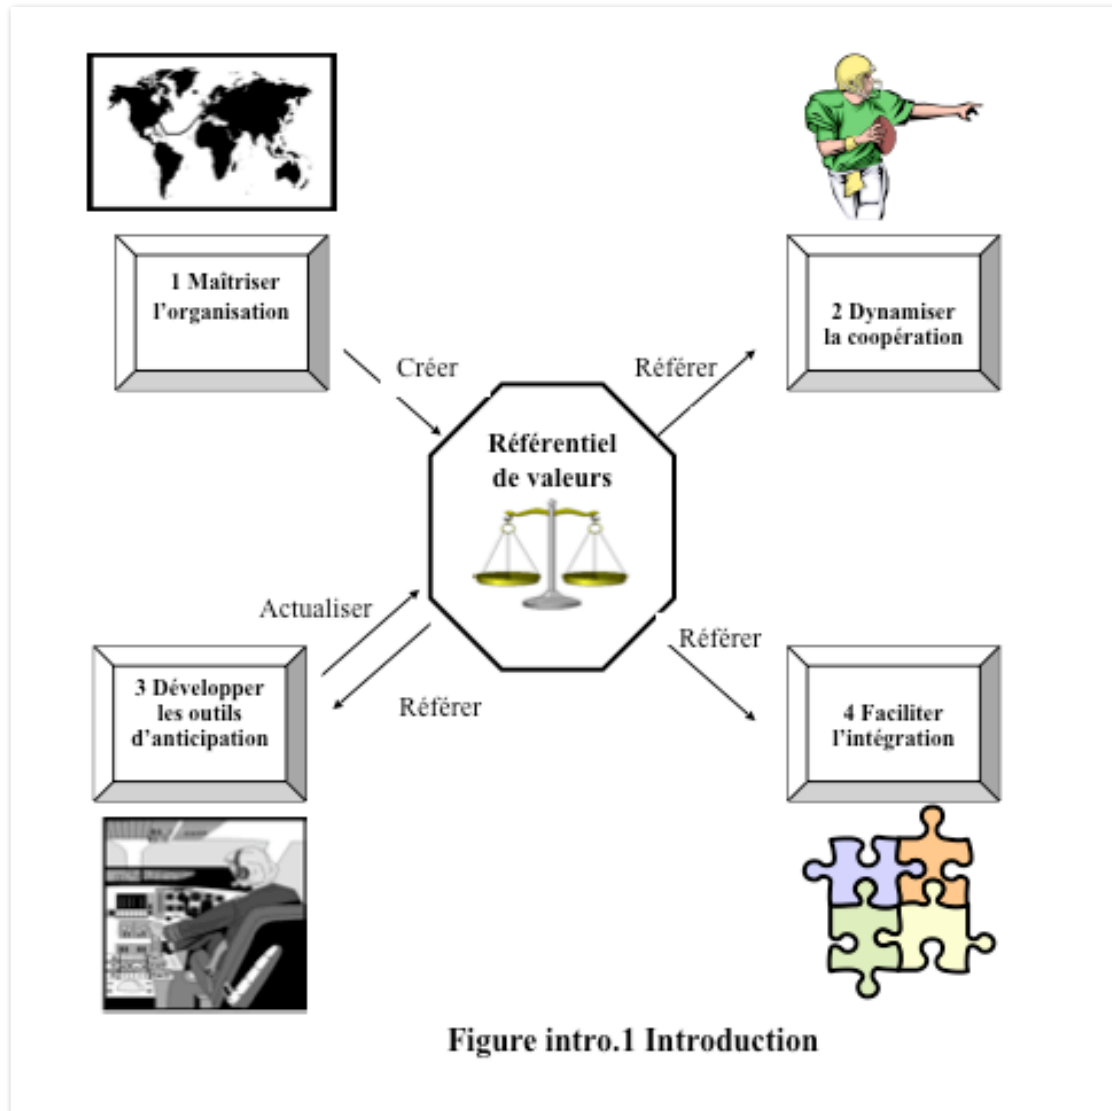 1 Maîtriser
l'organisation
2 Dynamiser
la coopération
Créer
Référer
Référentiel
de valeurs
Actualiser
Référer
Référer
3 Développer
les outils
d'anticipation
4 Faciliter
l'intégration
Figure intro.1 Introduction